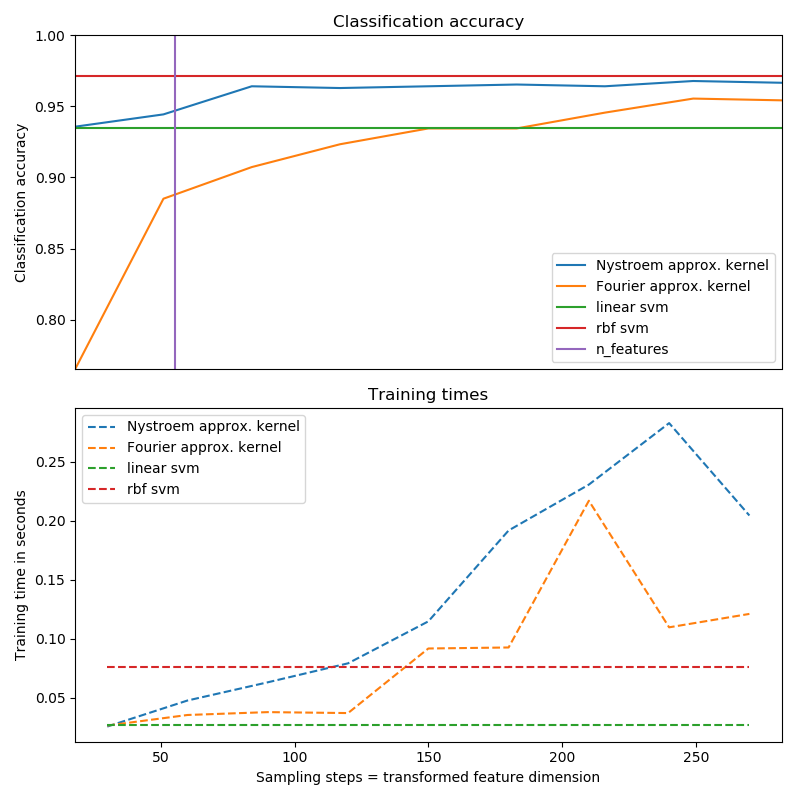 Classification accuracy
Classification accuracy
1.00
0.95
0.90
0.85
0.80
Nystroem approx. kernel
Fourier approx. kernel
linear svm
rbf svm
n_features
Training times
Training time in seconds
0.25
0.20
0.15
0.10
0.05
Nystroem approx. kernel
Fourier approx. kernel
linear svm
rbf svm
50 100 150 200 250
Sampling steps = transformed feature dimension